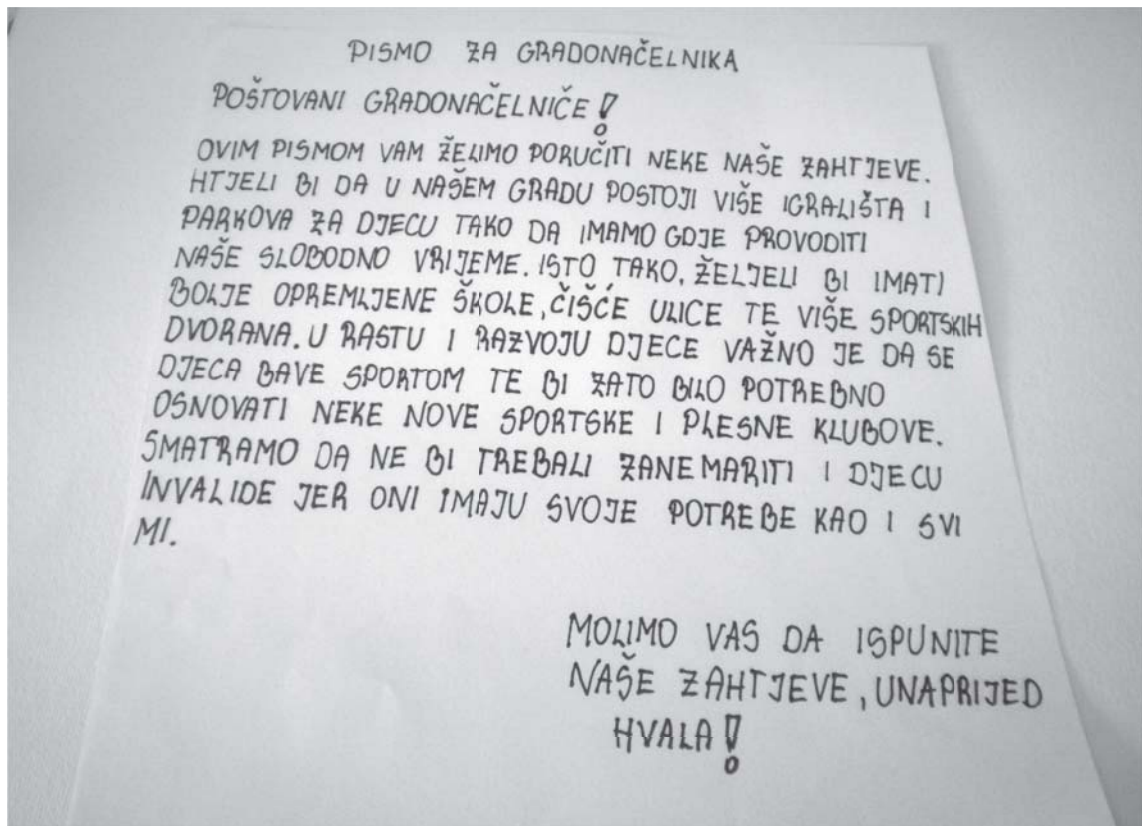 PISMO ZA GRADONAČELNIKA
POŠTOVANI GRADONAČELNIČE!
OVIM PISMOM VAM ŽELIMO PORUČITI NEKE NAŠE ZAHTJEVE.
HTJELI BI DA U NAŠEM GRADU POSTOJI VIŠE IGRALIŠTA I
PARKOVA ZA DJECU TAKO DA IMAMO GDJE PROVODITI
NAŠE SLOBODNO VRIJEME. ISTO TAKO, ŽELJELI BI IMATI
BOLJE OPREMLJENE ŠKOLE, ČIŠĆE ULICE TE VIŠE SPORTSKIH
DVORANA. U RASTU I RAZVOJU DJECE VAŽNO JE DA SE
DJECA BAVE SPORTOM TE BI ZATO BILO POTREBNO
OSNOVATI NEKE NOVE SPORTSKE I PLESNE KLUBOVE.
SMATRAMO DA NE BI TREBALI ZANEMARITI I DJECU
INVALIDE JER ONI IMAJU SVOJE POTREBE KAO I SVI
MI.
MOLIMO VAS DA ISPUNITE
NAŠE ZAHTJEVE, UNAPRIJED
HVALA!